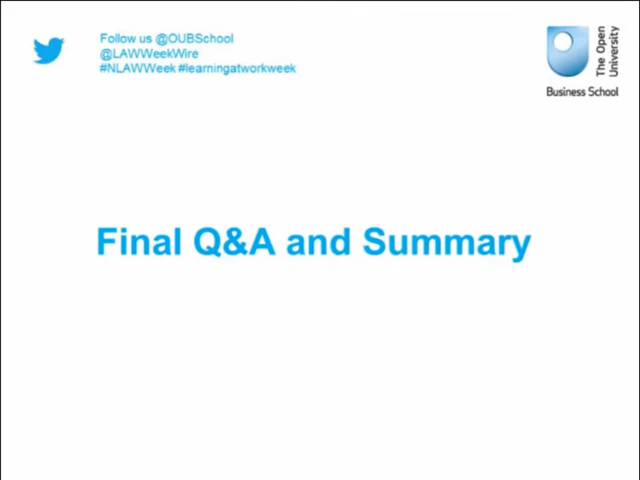 Follow us @OUBSchool
@LAWWeekWire
#NLAWWeek #learningatworkweek
The Open
University
Business School
Final Q&A and Summary